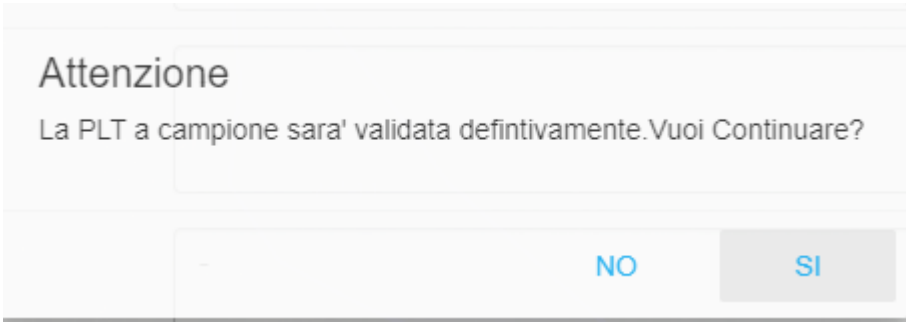 Attenzione
La PLT a campione sara' validata defintivamente.Vuoi Continuare?
NO SI